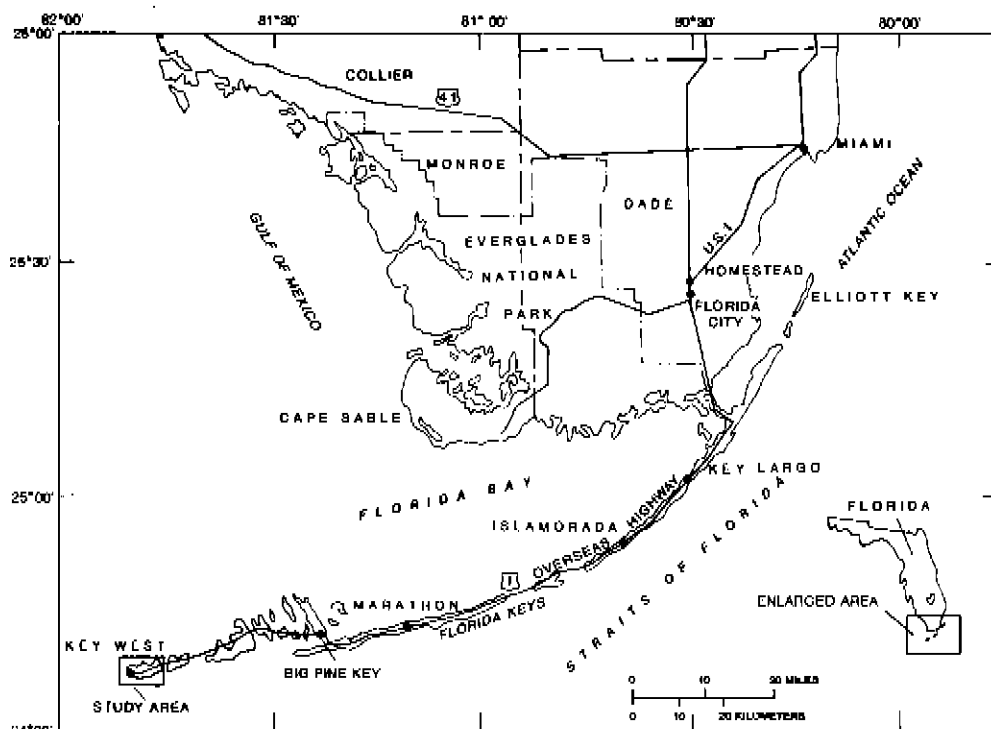 82°00'
81°30'
81°00'
80°30'
80°00'
COLLIER
41
MONROE
MIAMI
DADE
ATLANTIC OCEAN
GULF OF MEXICO
U.S.1
EVERGLADES
NATIONAL
PARK
25°30'
HOMESTEAD
FLORIDA
CITY
ELLIOTT KEY
CAPE SABLE
KEY LARGO
25°00'
FLORIDA BAY
ISLAMORADA
OVERSEAS HIGHWAY
STRAITS OF FLORIDA
FLORIDA
1
MARATHON
FLORIDA KEYS
ENLARGED AREA
KEY WEST
BIG PINE KEY
STUDY AREA
0 10 20 MILES
0 10 20 KILOMETERS